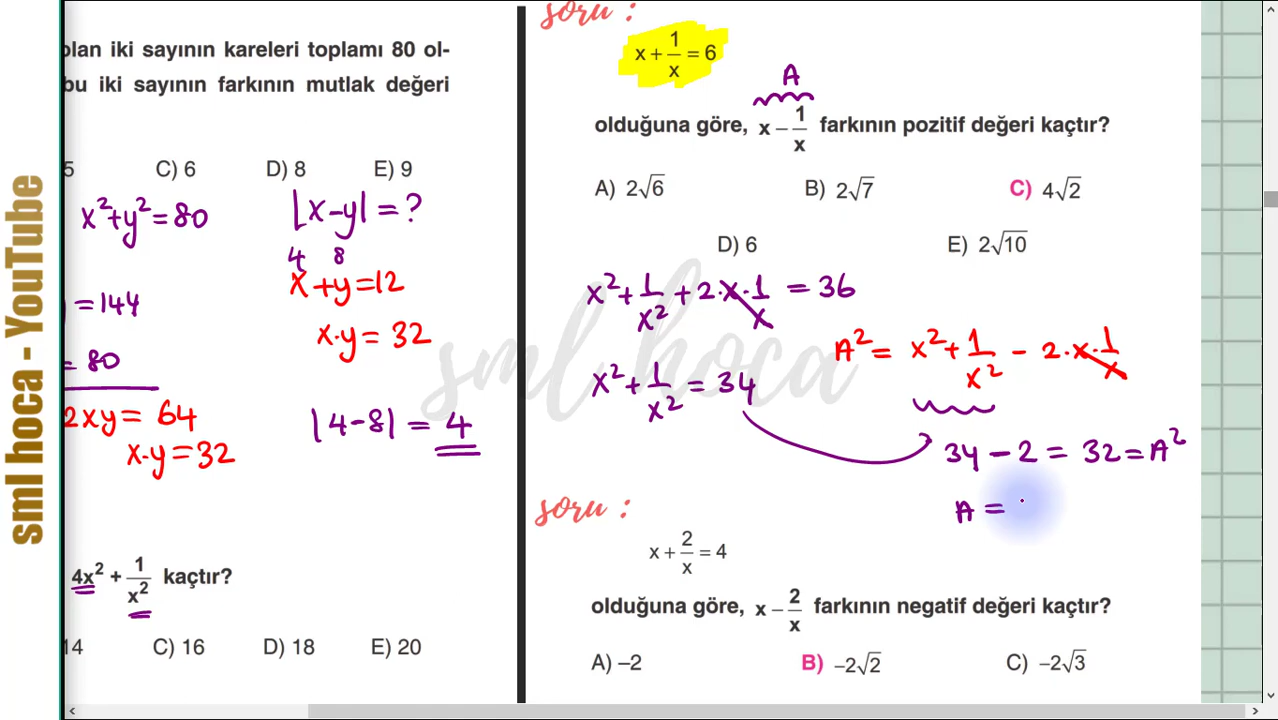 sml hoca - YouTube
olan iki sayının kareleri toplamı 80 ol-
bu iki sayının farkının mutlak değeri
5 C) 6 D) 8 E) 9
x²+y²=80
|x-y|=?
4 8
x+y=12
=144
x·y=32
=80
2xy=64
x·y=32
|4-8|=4
4x² + 1/x² kaçtır?
14 C) 16 D) 18 E) 20
soru :
x + 1/x = 6
A
olduğuna göre, x – 1/x farkının pozitif değeri kaçtır?
A) 2√6 B) 2√7 C) 4√2
D) 6 E) 2√10
x²+1/x²+2·x·1/x=36
A²=x²+1/x²-2·x·1/x
x²+1/x²=34
34-2=32=A²
A=
sml hoca
soru :
x + 2/x = 4
olduğuna göre, x – 2/x farkının negatif değeri kaçtır?
A) –2 B) –2√2 C) –2√3